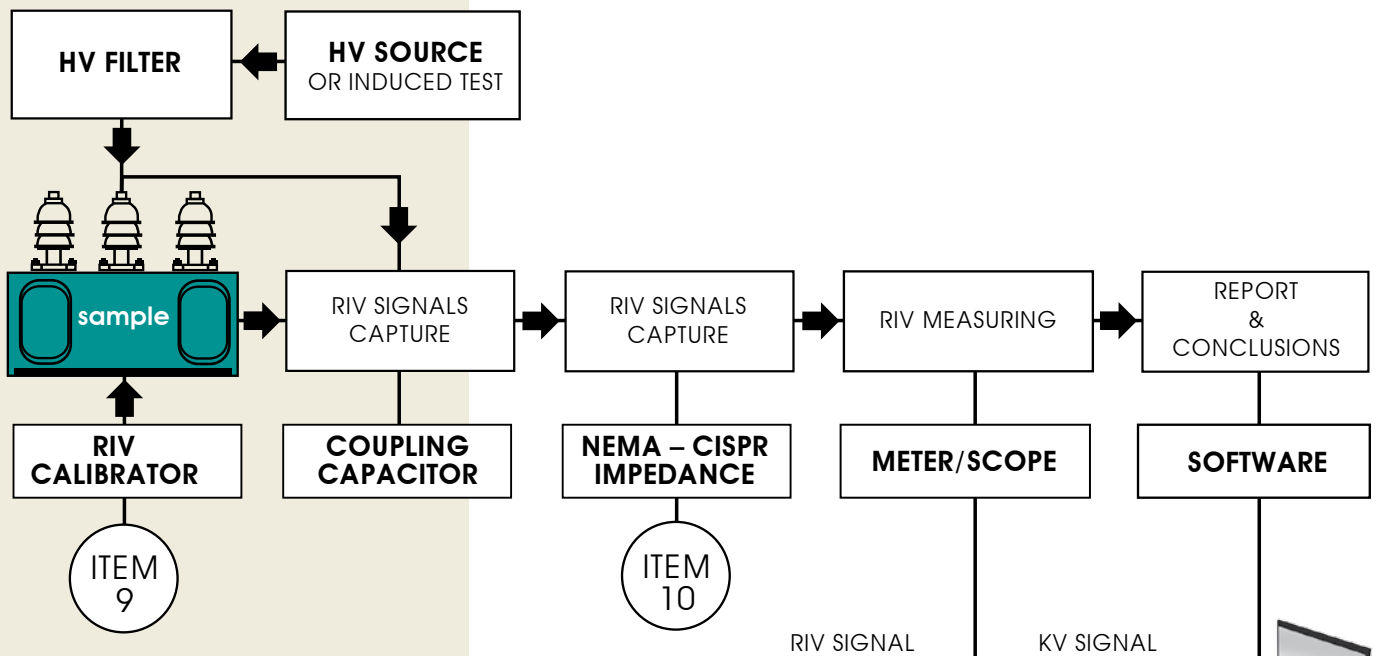 HV FILTER
HV SOURCE
OR INDUCED TEST
sample
RIV SIGNALS
CAPTURE
RIV SIGNALS
CAPTURE
RIV MEASURING
REPORT
&
CONCLUSIONS
RIV
CALIBRATOR
COUPLING
CAPACITOR
NEMA – CISPR
IMPEDANCE
METER/SCOPE
SOFTWARE
ITEM
9
ITEM
10
RIV SIGNAL
KV SIGNAL